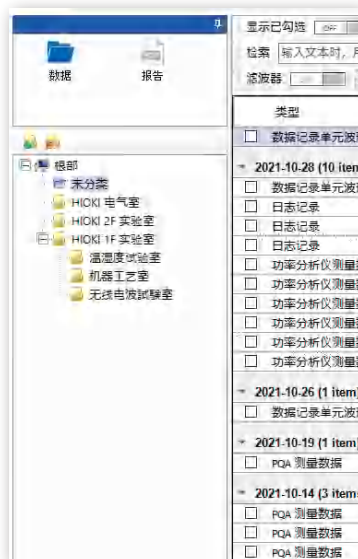 显示已勾选 OFF
检索 输入文本时，
滤波器
数据 报告
类型
数据记录单元波
根部
未分类
HIOKI 电气室
HIOKI 2F 实验室
HIOKI 1F 实验室
温湿度试验室
机器工艺室
无线电波試験室
2021-10-28 (10 item
数据记录单元波
日志记录
日志记录
日志记录
功率分析仪测量
功率分析仪测量
功率分析仪测量
功率分析仪测量
功率分析仪测量
功率分析仪测量
2021-10-26 (1 item)
数据记录单元波
2021-10-19 (1 item)
PQA 测量数据
2021-10-14 (3 items
PQA 测量数据
PQA 测量数据
PQA 测量数据